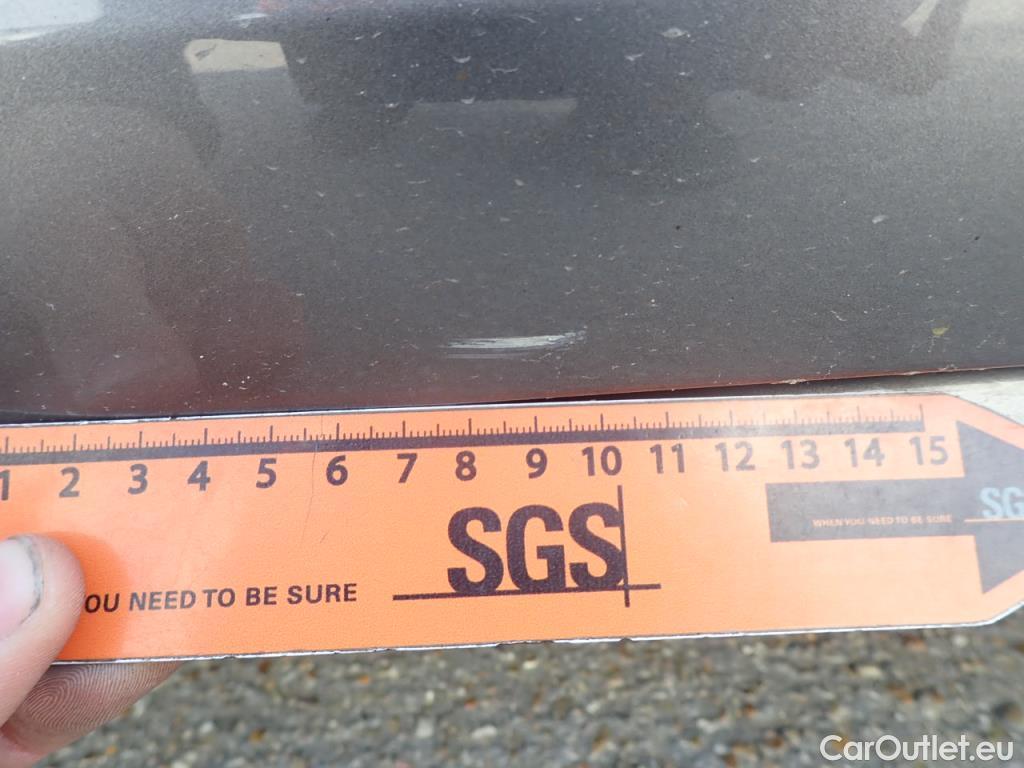 1 2 3 4 5 6 7 8 9 10 11 12 13 14 15
SGS
WHEN YOU NEED TO BE SURE
SG
OU NEED TO BE SURE
CarOutlet.eu